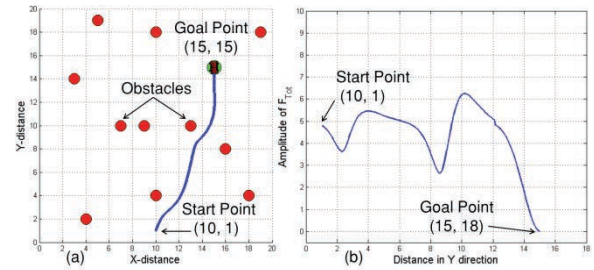 20
18
16
14
12
10
8
6
4
2
0
Y-distance
Goal Point
(15, 15)
Obstacles
Start Point
(10, 1)
0 2 4 6 8 10 12 14 16 18 20
(a)
X-distance
10
9
8
7
6
5
4
3
2
1
0
Amplitude of F_Tot
Start Point
(10, 1)
Goal Point
(15, 18)
0 2 4 6 8 10 12 14 16 18
(b)
Distance in Y direction